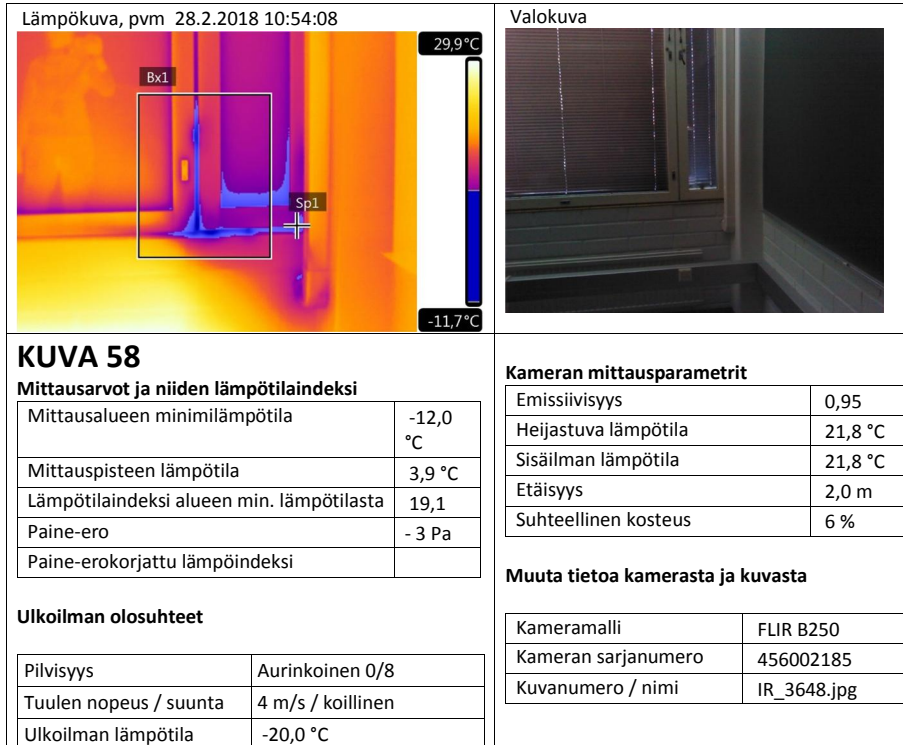 Lämpökuva, pvm 28.2.2018 10:54:08
29,9°C
Bx1
Sp1
-11,7°C
Valokuva
KUVA 58
Mittausarvot ja niiden lämpötilaindeksi
Mittausalueen minimilämpötila -12,0 °C
Mittauspisteen lämpötila 3,9 °C
Lämpötilaindeksi alueen min. lämpötilasta 19,1
Paine-ero - 3 Pa
Paine-erokorjattu lämpöindeksi
Ulkoilman olosuhteet
Pilvisyys Aurinkoinen 0/8
Tuulen nopeus / suunta 4 m/s / koillinen
Ulkoilman lämpötila -20,0 °C
Kameran mittausparametrit
Emissiivisyys 0,95
Heijastuva lämpötila 21,8 °C
Sisäilman lämpötila 21,8 °C
Etäisyys 2,0 m
Suhteellinen kosteus 6 %
Muuta tietoa kamerasta ja kuvasta
Kameramalli FLIR B250
Kameran sarjanumero 456002185
Kuvanumero / nimi IR_3648.jpg